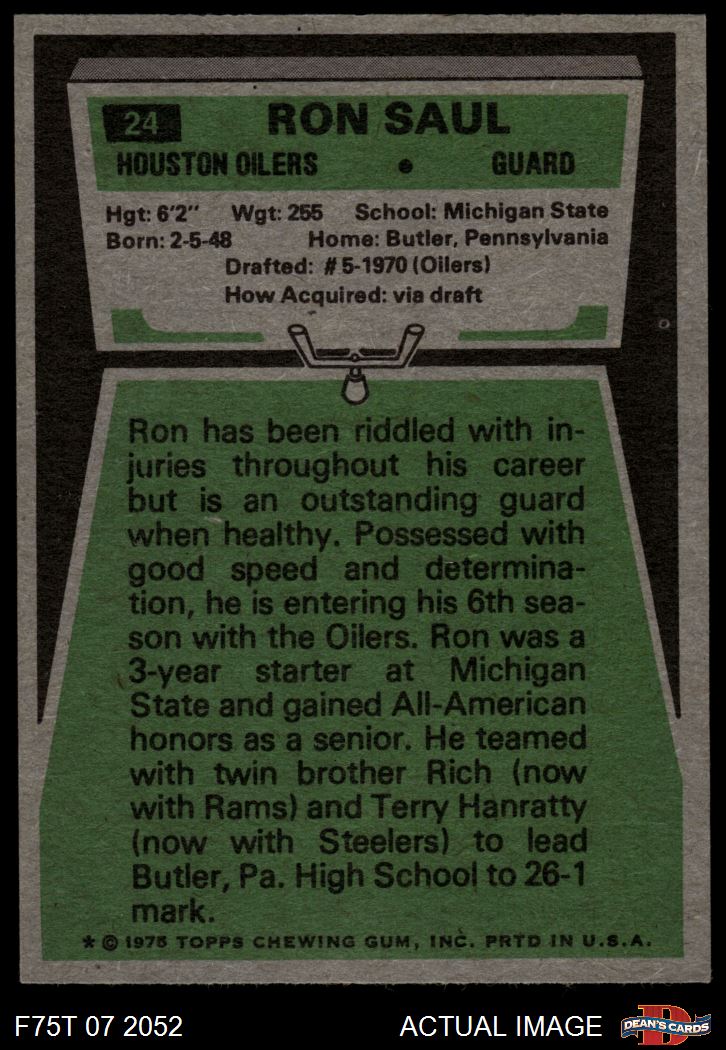 24 RON SAUL
HOUSTON OILERS • GUARD
Hgt: 6'2" Wgt: 255 School: Michigan State
Born: 2-5-48 Home: Butler, Pennsylvania
Drafted: #5-1970 (Oilers)
How Acquired: via draft
Ron has been riddled with in-
juries throughout his career
but is an outstanding guard
when healthy. Possessed with
good speed and determina-
tion, he is entering his 6th sea-
son with the Oilers. Ron was a
3-year starter at Michigan
State and gained All-American
honors as a senior. He teamed
with twin brother Rich (now
with Rams) and Terry Hanratty
(now with Steelers) to lead
Butler, Pa. High School to 26-1
mark.
* © 1975 TOPPS CHEWING GUM, INC. PRTD IN U.S.A.
F75T 07 2052 ACTUAL IMAGE D DEAN'S CARDS